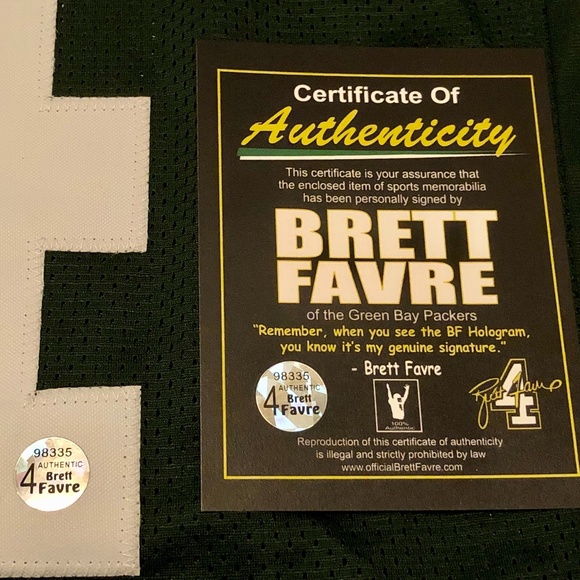 Certificate Of
Authenticity
This certificate is your assurance that
the enclosed item of sports memorabilia
has been personally signed by
BRETT
FAVRE
of the Green Bay Packers
“Remember, when you see the BF Hologram,
you know it's my genuine signature.”
- Brett Favre
98335
AUTHENTIC
4 Brett
Favre
100%
Authentic
4
Brett Favre
Reproduction of this certificate of authenticity
is illegal and strictly prohibited by law
www.officialBrettFavre.com
98335
AUTHENTIC
4 Brett
Favre